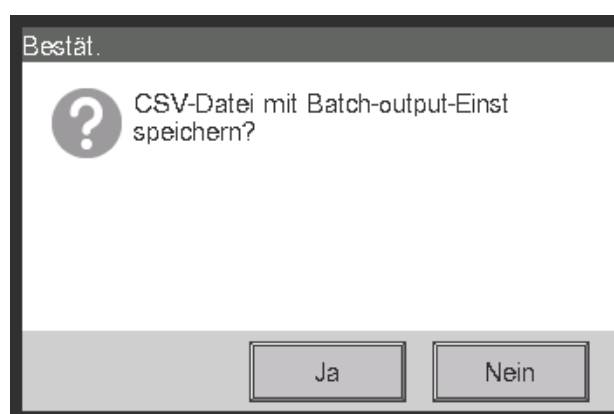 Bestät.
CSV-Datei mit Batch-output-Einst
speichern?
Ja
Nein